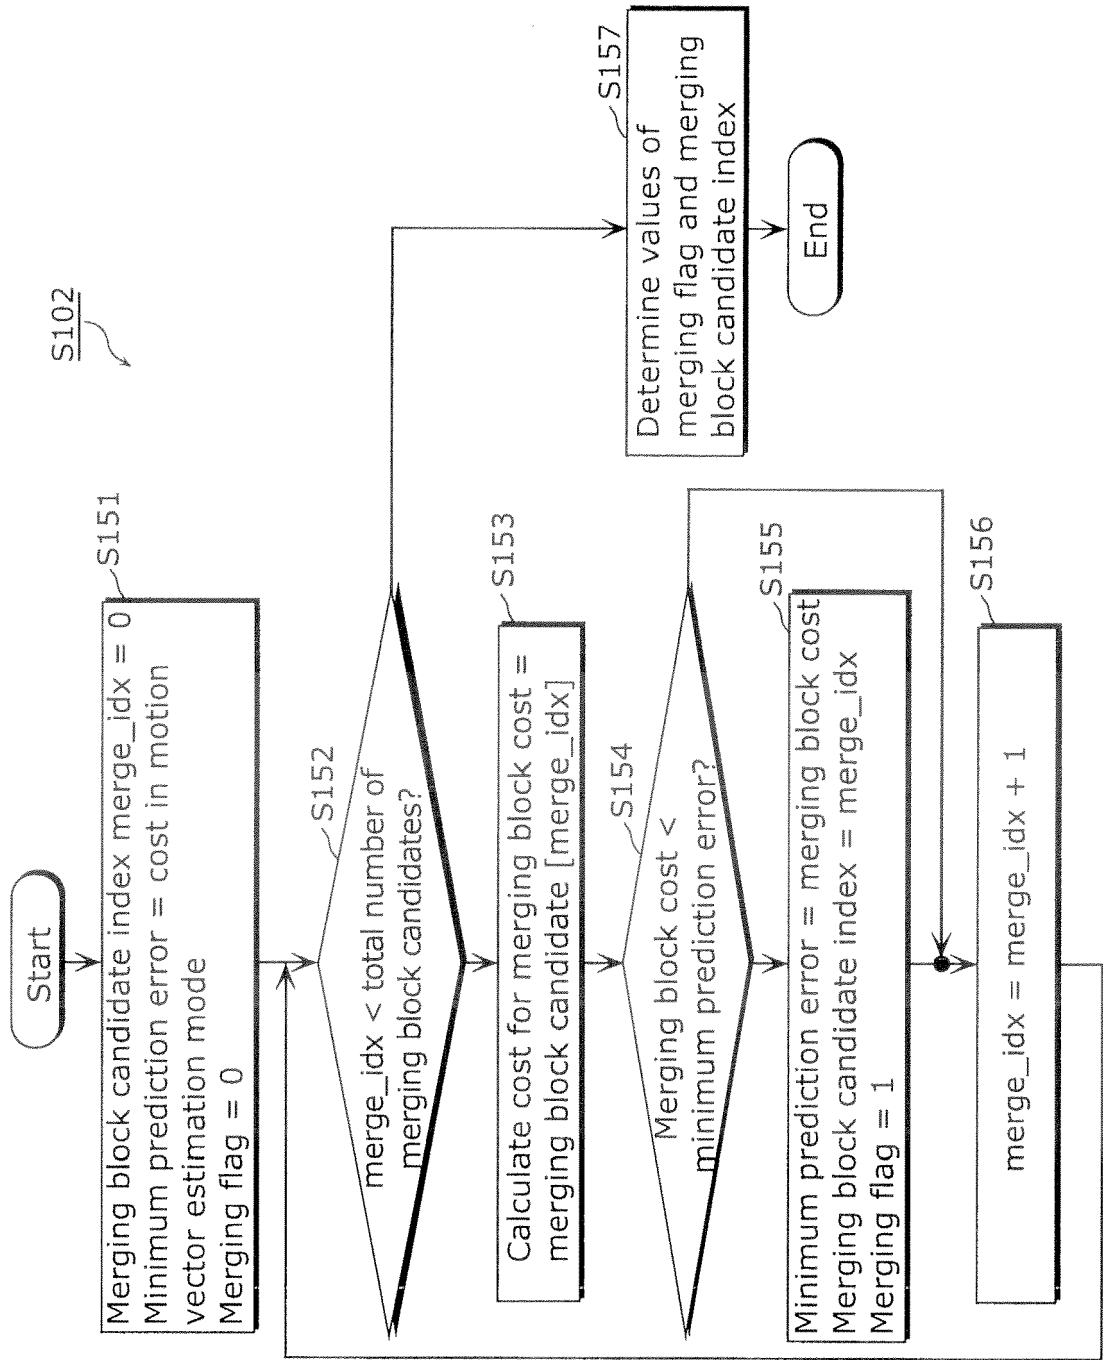 S102
Start
S151
Merging block candidate index merge_idx = 0
Minimum prediction error = cost in motion
vector estimation mode
Merging flag = 0
S152
merge_idx < total number of
merging block candidates?
S153
Calculate cost for merging block cost =
merging block candidate [merge_idx]
S154
Merging block cost <
minimum prediction error?
S155
Minimum prediction error = merging block cost
Merging block candidate index = merge_idx
Merging flag = 1
S156
merge_idx = merge_idx + 1
S157
Determine values of
merging flag and merging
block candidate index
End